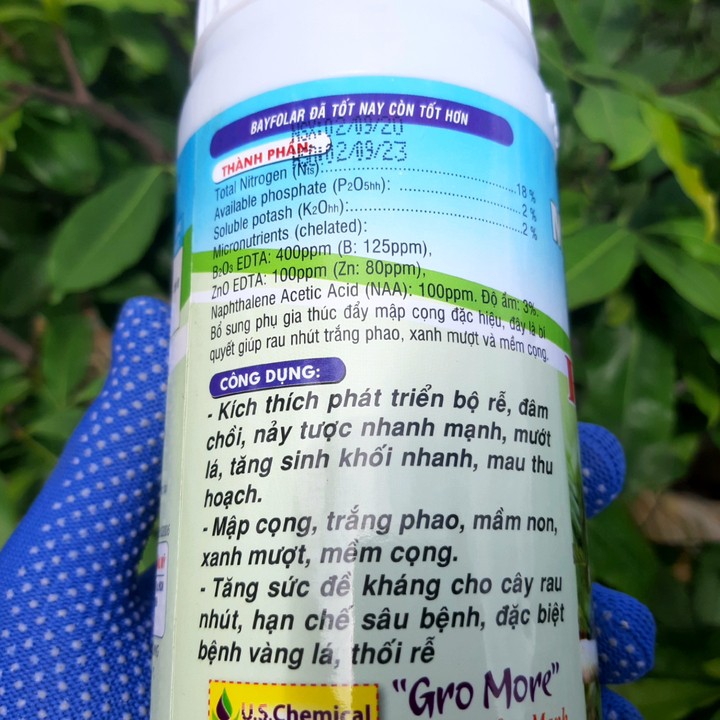 BAYFOLAR ĐÃ TỐT NAY CÒN TỐT HƠN
NSX:02/09/20
THÀNH PHẦN:
HSD:02/09/23
Total Nitrogen (Nts) 18 %
Available phosphate (P2O5hh): 2 %
Soluble potash (K2Ohh): 2 %
Micronutrients (chelated):
B2O3 EDTA: 400ppm (B: 125ppm),
ZnO EDTA: 100ppm (Zn: 80ppm),
Naphthalene Acetic Acid (NAA): 100ppm. Độ ẩm: 3%.
Bổ sung phụ gia thúc đẩy mập cọng đặc hiệu, đây là bí
quyết giúp rau nhút trắng phao, xanh mượt và mềm cọng.
CÔNG DỤNG:
- Kích thích phát triển bộ rễ, đâm
chồi, nảy tược nhanh mạnh, mướt
lá, tăng sinh khối nhanh, mau thu
hoạch.
- Mập cọng, trắng phao, mầm non,
xanh mượt, mềm cọng.
- Tăng sức đề kháng cho cây rau
nhút, hạn chế sâu bệnh, đặc biệt
bệnh vàng lá, thối rễ
U.S.Chemical
"Gro More"